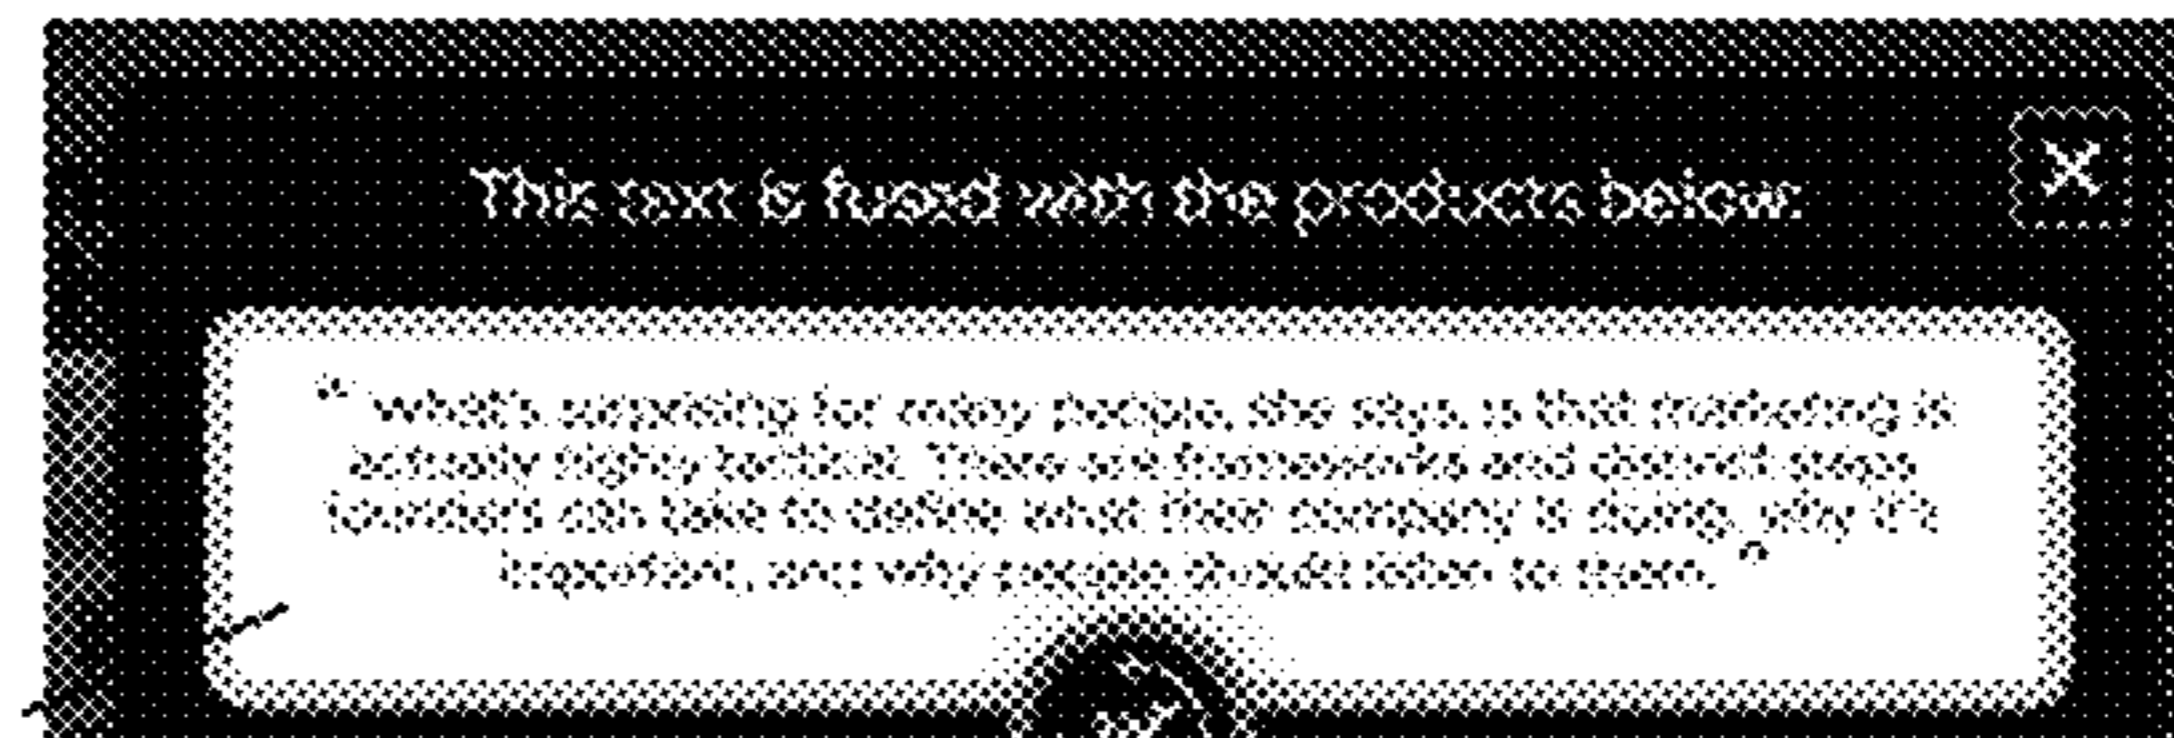 This text is fused with the products below.
“ What's surprising for many people, she says, is that marketing is
actually highly tactical. There are frameworks and distinct steps
founders can take to define what their company is doing, why it's
important, and why people should listen to them. ”